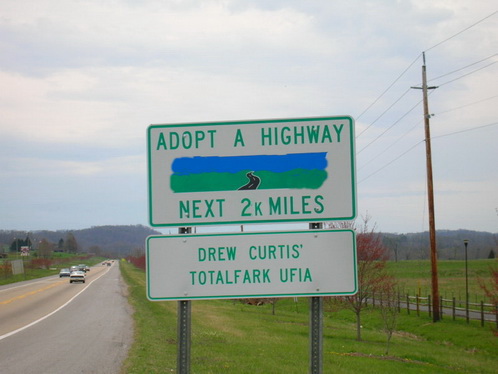 ADOPT A HIGHWAY
NEXT 2K MILES
DREW CURTIS'
TOTALFARK UFIA